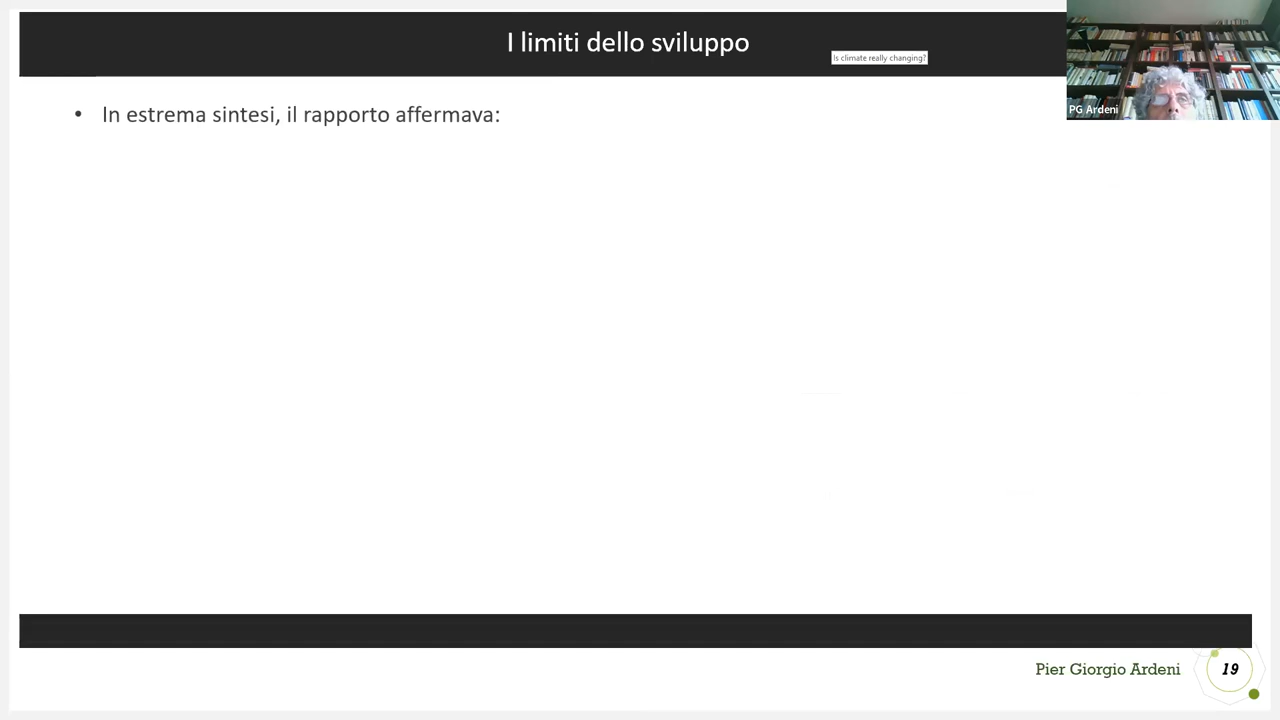 I limiti dello sviluppo
Is climate really changing?
PG Ardeni
• In estrema sintesi, il rapporto affermava:
Pier Giorgio Ardeni
19